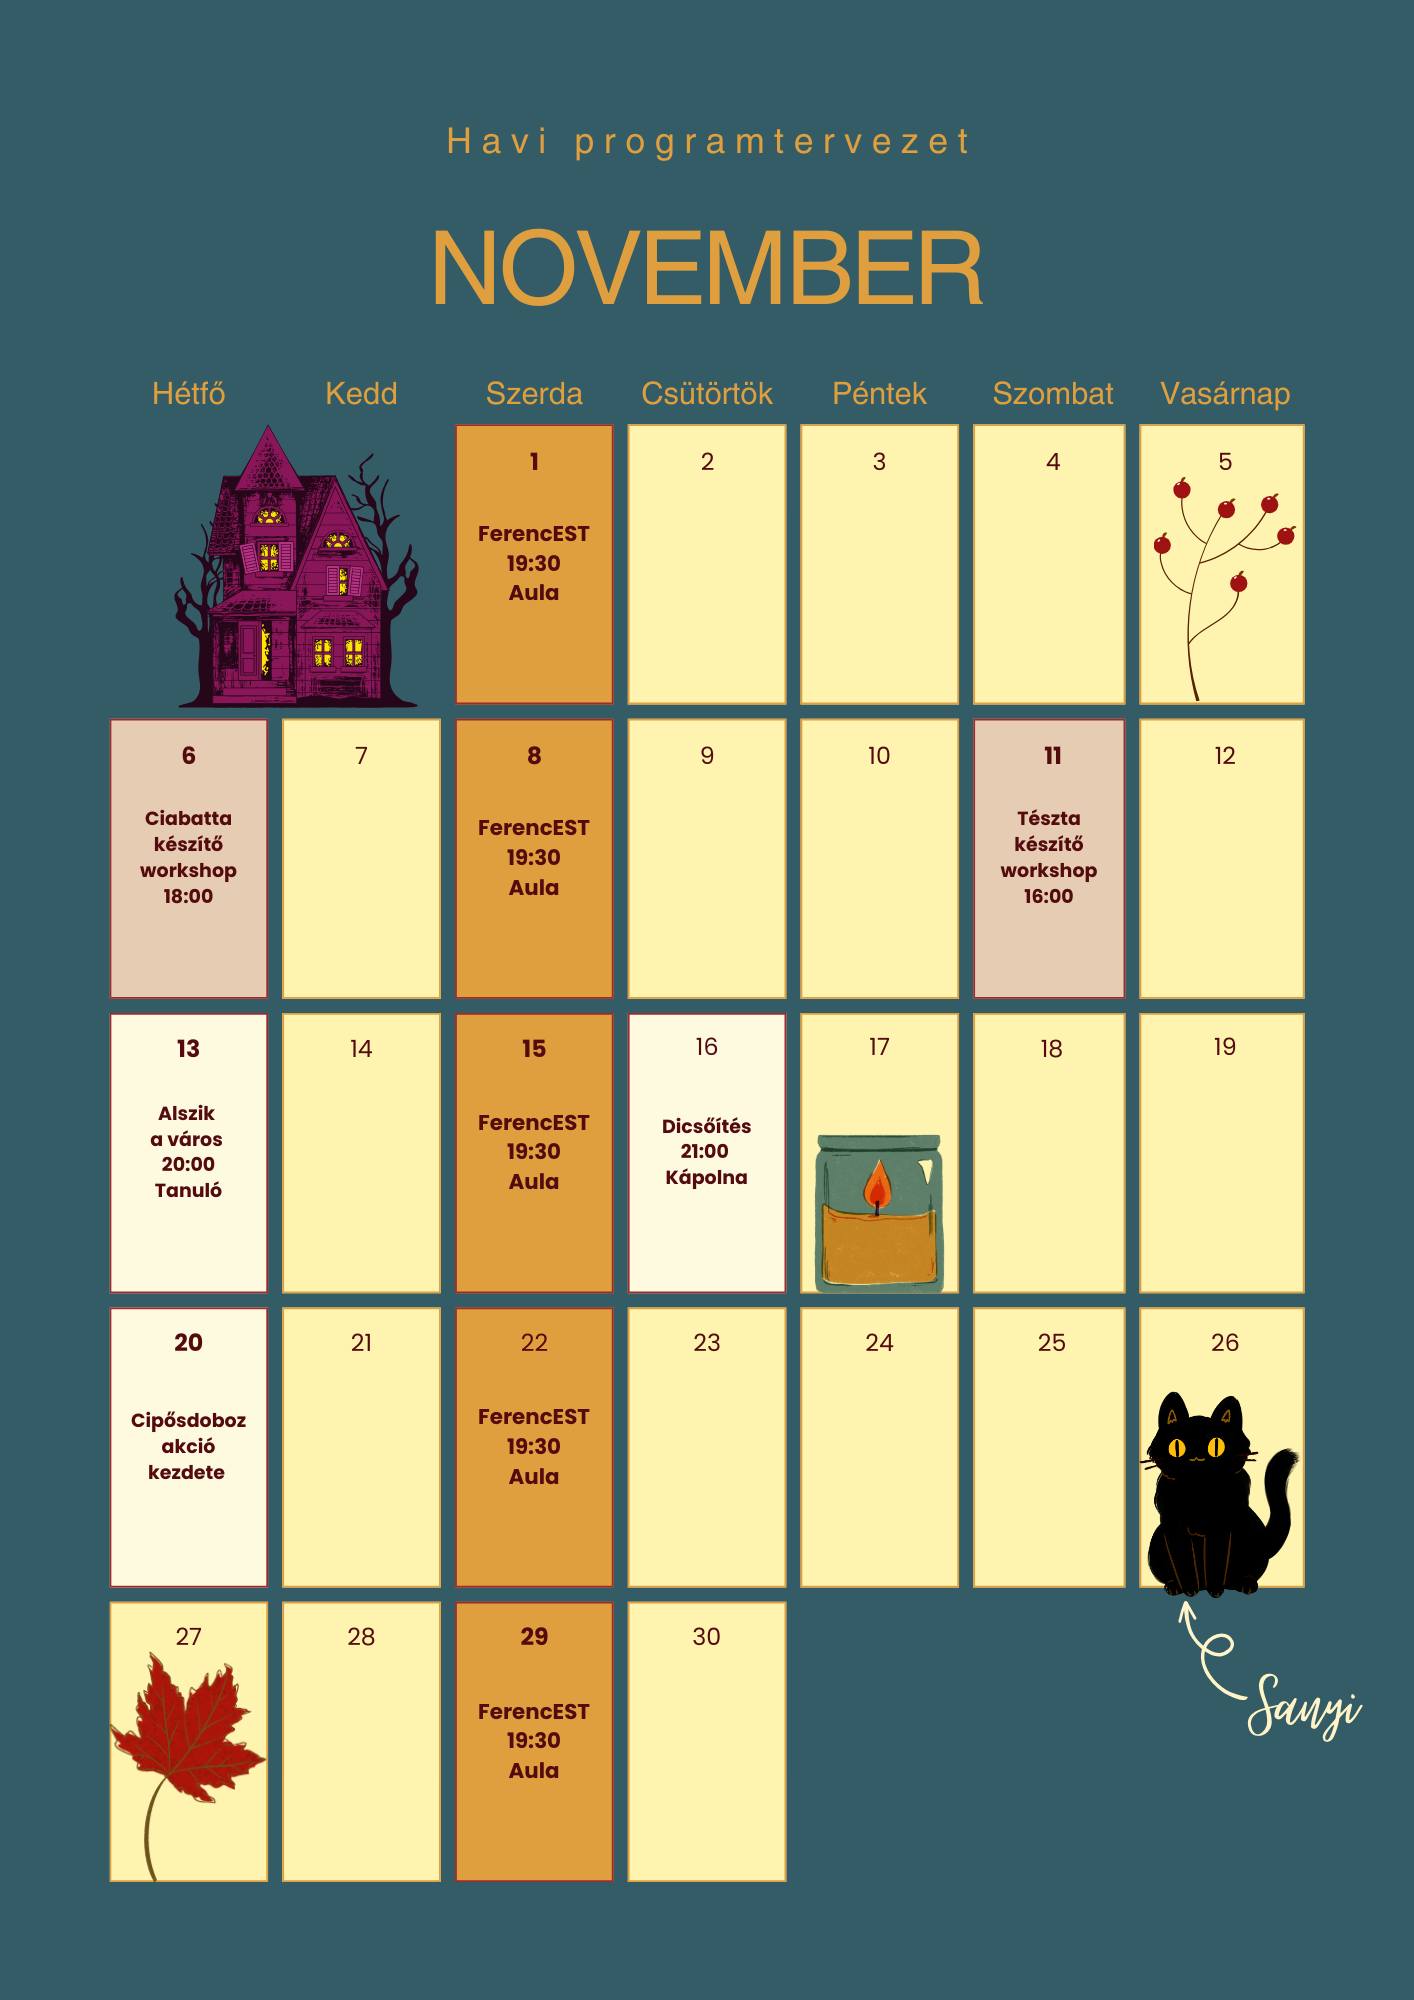 Havi programtervezet
NOVEMBER
Hétfő Kedd Szerda Csütörtök Péntek Szombat Vasárnap
1
FerencEST
19:30
Aula
2
3
4
5
6
Ciabatta
készítő
workshop
18:00
7
8
FerencEST
19:30
Aula
9
10
11
Tészta
készítő
workshop
16:00
12
13
Alszik
a város
20:00
Tanuló
14
15
FerencEST
19:30
Aula
16
Dicsőítés
21:00
Kápolna
17
18
19
20
Cipősdoboz
akció
kezdete
21
22
FerencEST
19:30
Aula
23
24
25
26
27
28
29
FerencEST
19:30
Aula
30
Sanyi